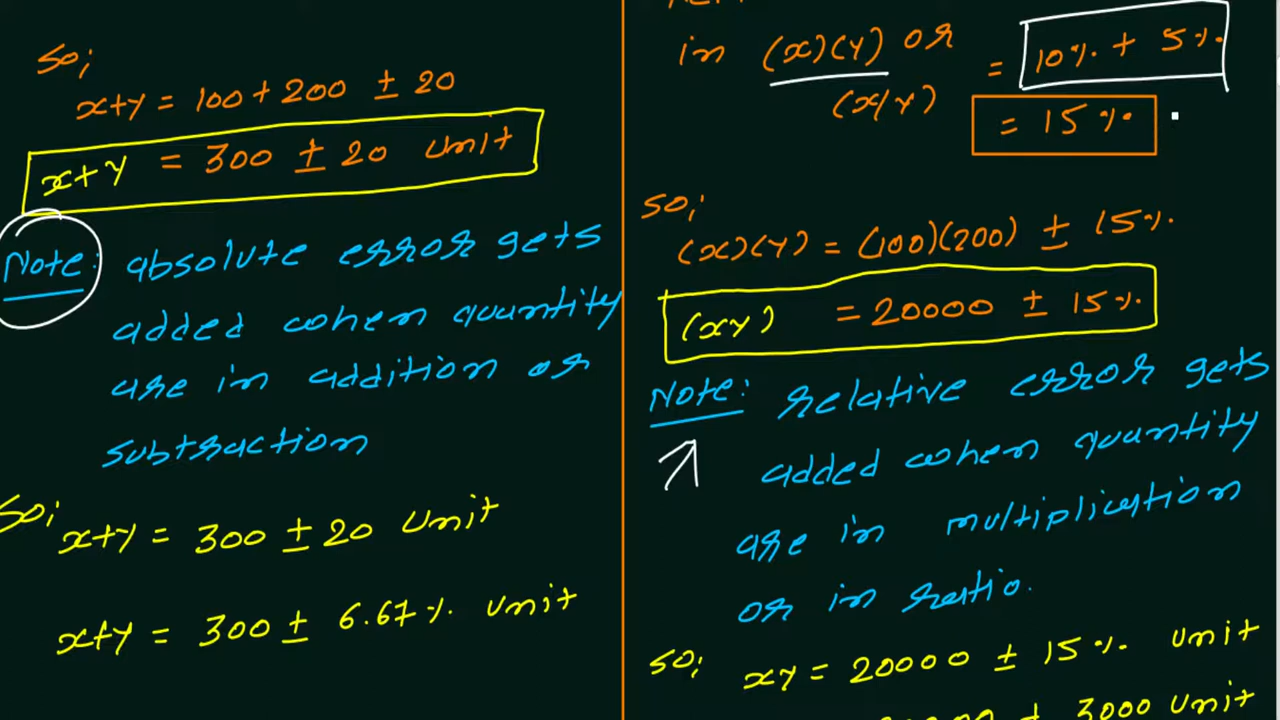 So;
x+y = 100 + 200 ± 20
x+y = 300 ± 20 Unit
Note: absolute error gets
added when quantity
are in addition or
subtraction
So; x+y = 300 ± 20 Unit
x+y = 300 ± 6.67% Unit
in (x)(y) or
(x/y)
= 10% + 5%
= 15%
So;
(x)(y) = (100)(200) ± 15%
(xy) = 20000 ± 15%
Note: relative error gets
added when quantity
are in multiplication
or in ratio.
So; xy = 20000 ± 15% Unit
± 3000 Unit